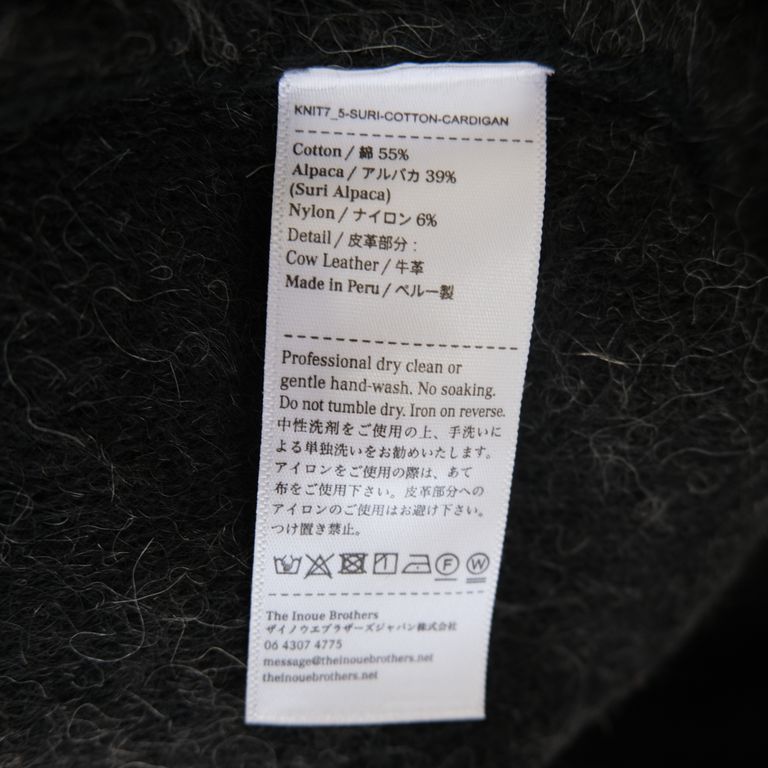 KNIT7_5-SURI-COTTON-CARDIGAN
Cotton / 綿 55%
Alpaca / アルパカ 39%
(Suri Alpaca)
Nylon / ナイロン 6%
Detail / 皮革部分 :
Cow Leather / 牛革
Made in Peru / ペルー製
Professional dry clean or
gentle hand-wash. No soaking.
Do not tumble dry. Iron on reverse.
中性洗剤をご使用の上、手洗いに
よる単独洗いをお勧めいたします。
アイロンをご使用の際は、あて
布をご使用下さい。皮革部分への
アイロンのご使用はお避け下さい。
つけ置き禁止。
F W
The Inoue Brothers
ザイノウエブラザーズジャパン株式会社
06 4307 4775
message@theinouebrothers.net
theinouebrothers.net